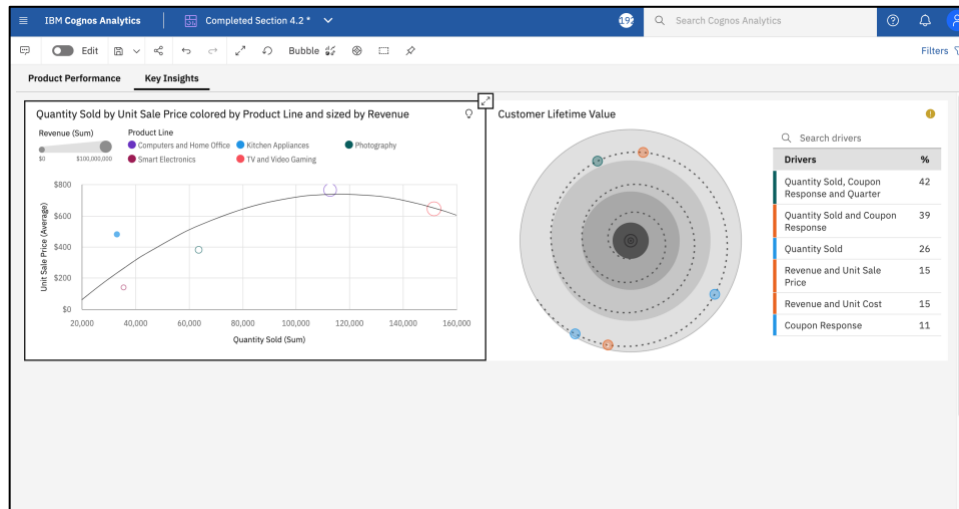 IBM Cognos Analytics
Completed Section 4.2 *
192
Search Cognos Analytics
Edit
Bubble
Filters
Product Performance
Key Insights
Quantity Sold by Unit Sale Price colored by Product Line and sized by Revenue
Revenue (Sum)
$0
$100,000,000
Product Line
Computers and Home Office
Kitchen Appliances
Photography
Smart Electronics
TV and Video Gaming
Unit Sale Price (Average)
$800
$600
$400
$200
$0
20,000
40,000
60,000
80,000
100,000
120,000
140,000
160,000
Quantity Sold (Sum)
Customer Lifetime Value
Search drivers
Drivers %
Quantity Sold, Coupon 42
Response and Quarter
Quantity Sold and Coupon 39
Response
Quantity Sold 26
Revenue and Unit Sale 15
Price
Revenue and Unit Cost 15
Coupon Response 11